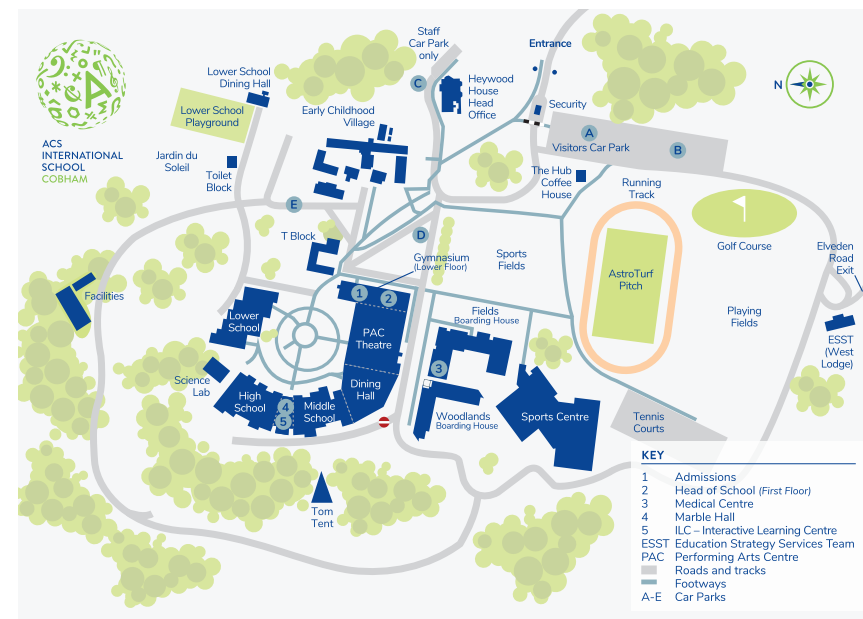 ACS
INTERNATIONAL
SCHOOL
COBHAM
Staff
Car Park
only
C
Heywood
House
Head
Office
Entrance
Security
N
Lower School
Dining Hall
Lower School
Playground
Early Childhood
Village
A
Visitors Car Park
B
Jardin du
Soleil
Toilet
Block
The Hub
Coffee
House
Running
Track
E
T Block
D
Gymnasium
(Lower Floor)
Sports
Fields
Golf Course
Elveden
Road
Exit
AstroTurf
Pitch
Facilities
1
2
Lower
School
PAC
Theatre
Fields
Boarding House
Playing
Fields
ESST
(West
Lodge)
3
Science
Lab
High
School
4
5
Middle
School
Dining
Hall
Woodlands
Boarding House
Sports Centre
Tennis
Courts
Tom
Tent
KEY
1 Admissions
2 Head of School (First Floor)
3 Medical Centre
4 Marble Hall
5 ILC – Interactive Learning Centre
ESST Education Strategy Services Team
PAC Performing Arts Centre
Roads and tracks
Footways
A-E Car Parks